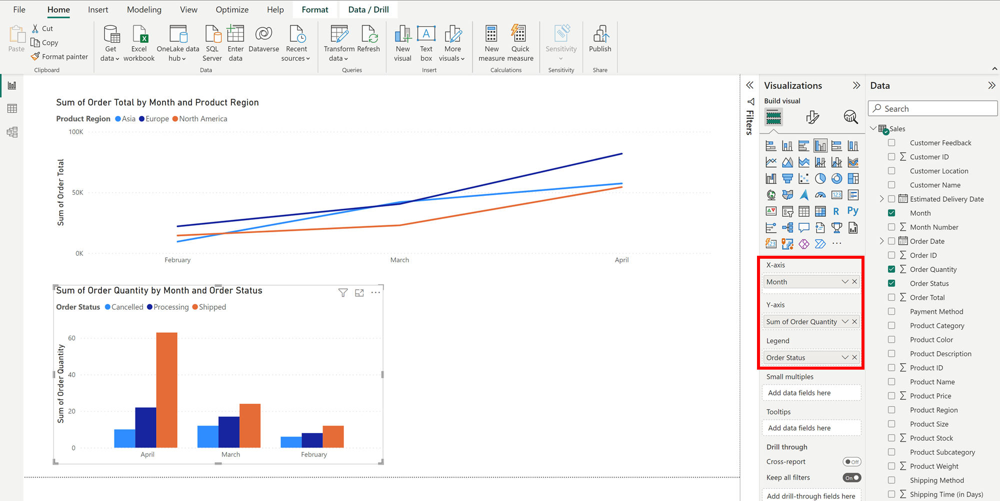 File Home Insert Modeling View Optimize Help Format Data / Drill
Paste
Cut
Copy
Format painter
Clipboard
Get data
Excel workbook
OneLake data hub
SQL Server
Enter data
Dataverse
Recent sources
Data
Transform data
Refresh
Queries
New visual
A
Text box
More visuals
Insert
New measure
Quick measure
Calculations
Sensitivity
Sensitivity
Publish
Share
Sum of Order Total by Month and Product Region
Product Region Asia Europe North America
100K
50K
0K
Sum of Order Total
February March April
Sum of Order Quantity by Month and Order Status
Order Status Cancelled Processing Shipped
60
40
20
0
Sum of Order Quantity
April March February
Filters
Visualizations
Build visual
123
R
Py
123
X-axis
Month
Y-axis
Sum of Order Quantity
Legend
Order Status
Small multiples
Add data fields here
Tooltips
Add data fields here
Drill through
Cross-report Off
Keep all filters On
Add drill-through fields here
Data
Search
Sales
Customer Feedback
Customer ID
Customer Location
Customer Name
Estimated Delivery Date
Month
Month Number
Order Date
Order ID
Order Quantity
Order Status
Order Total
Payment Method
Product Category
Product Color
Product Description
Product ID
Product Name
Product Price
Product Region
Product Size
Product Stock
Product Subcategory
Product Weight
Shipping Method
Shipping Time (in Days)